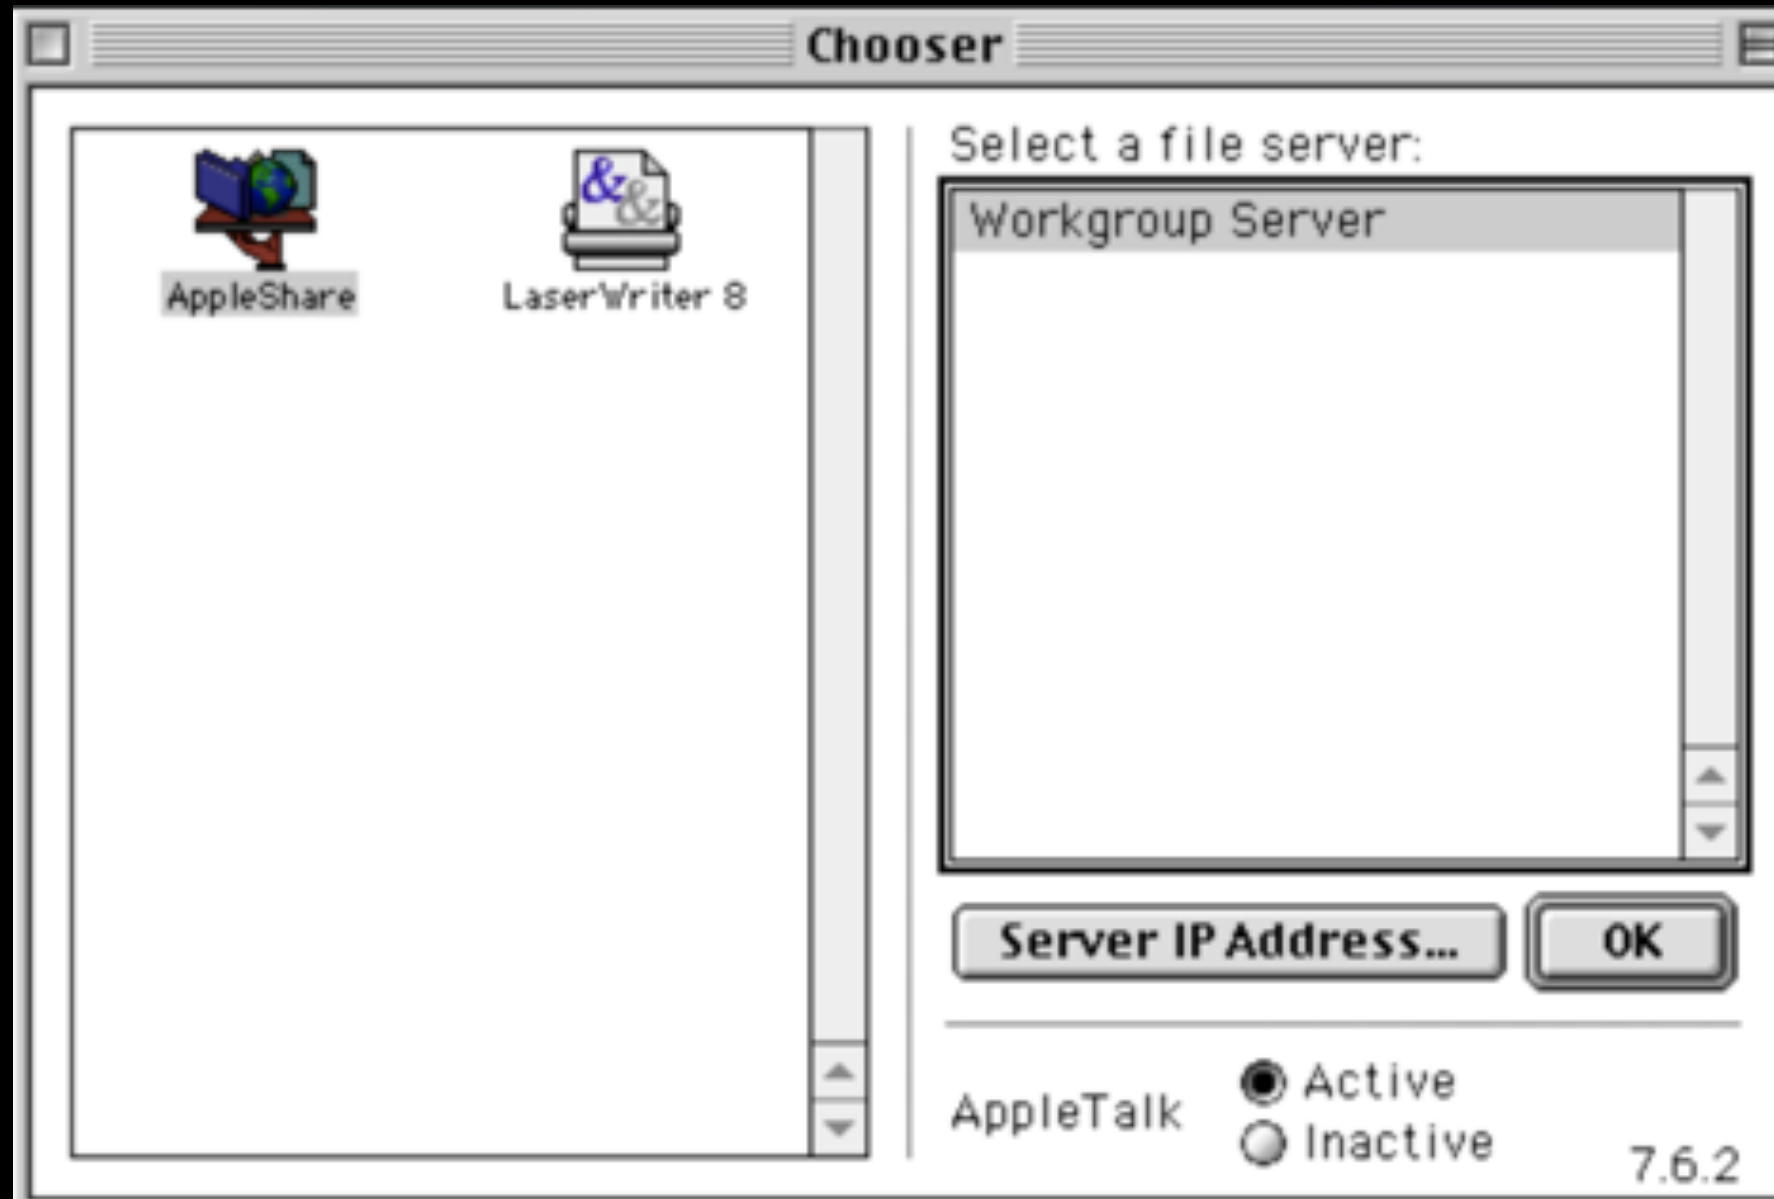 Chooser
AppleShare
LaserWriter 8
&&
Select a file server:
Workgroup Server
Server IP Address...
OK
AppleTalk
Active
Inactive
7.6.2